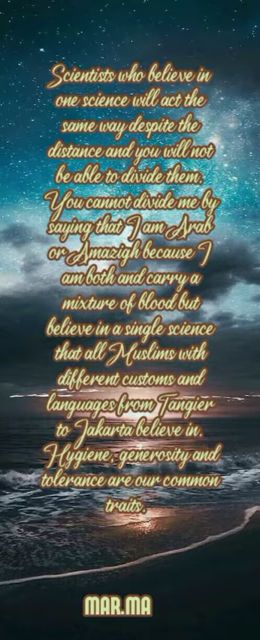 Scientists who believe in
one science will act the
same way despite the
distance and you will not
be able to divide them.
You cannot divide me by
saying that I am Arab
or Amazigh because I
am both and carry a
mixture of blood but
believe in a single science
that all Muslims with
different customs and
languages from Tangier
to Jakarta believe in.
Hygiene, generosity and
tolerance are our common
traits.
MAR.MA